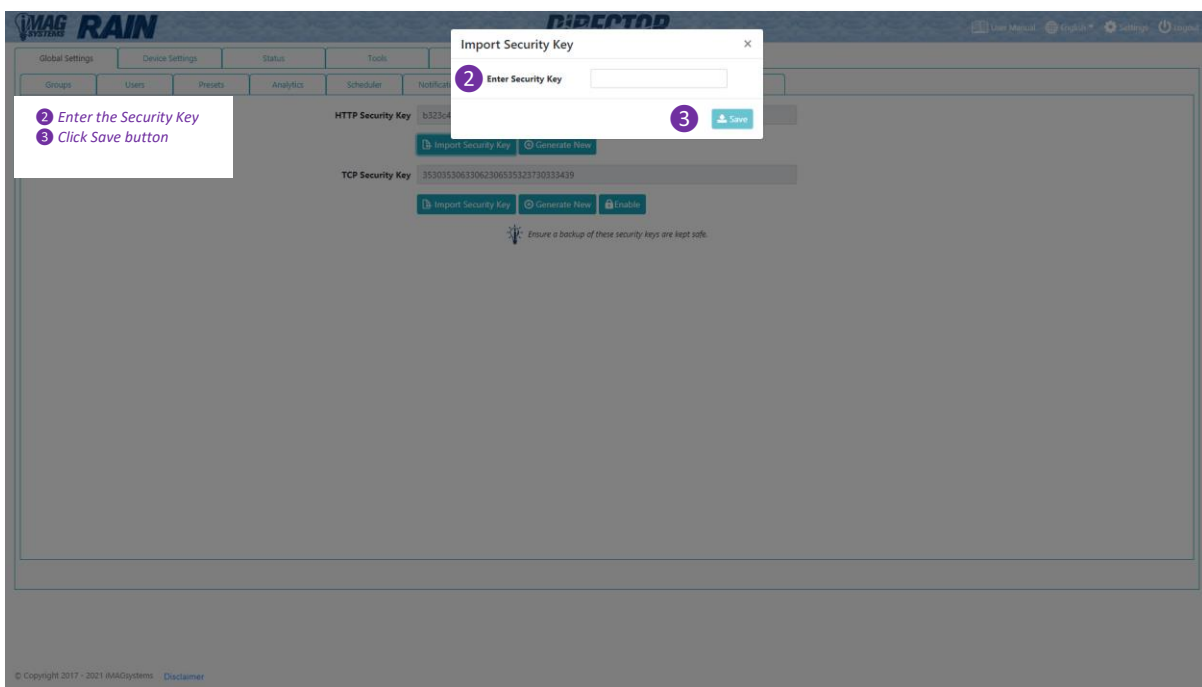 iMAG SYSTEMS RAIN
DiRECTOR
User Manual English Settings Logout
Import Security Key ×
2 Enter Security Key
3 Save
Global Settings Device Settings Status Tools
Groups Users Presets Analytics Scheduler
2 Enter the Security Key
3 Click Save button
HTTP Security Key
Import Security Key Generate New
TCP Security Key
Import Security Key Generate New Enable
Ensure a backup of these security keys are kept safe.
© Copyright 2017 - 2021 iMAGsystems Disclaimer